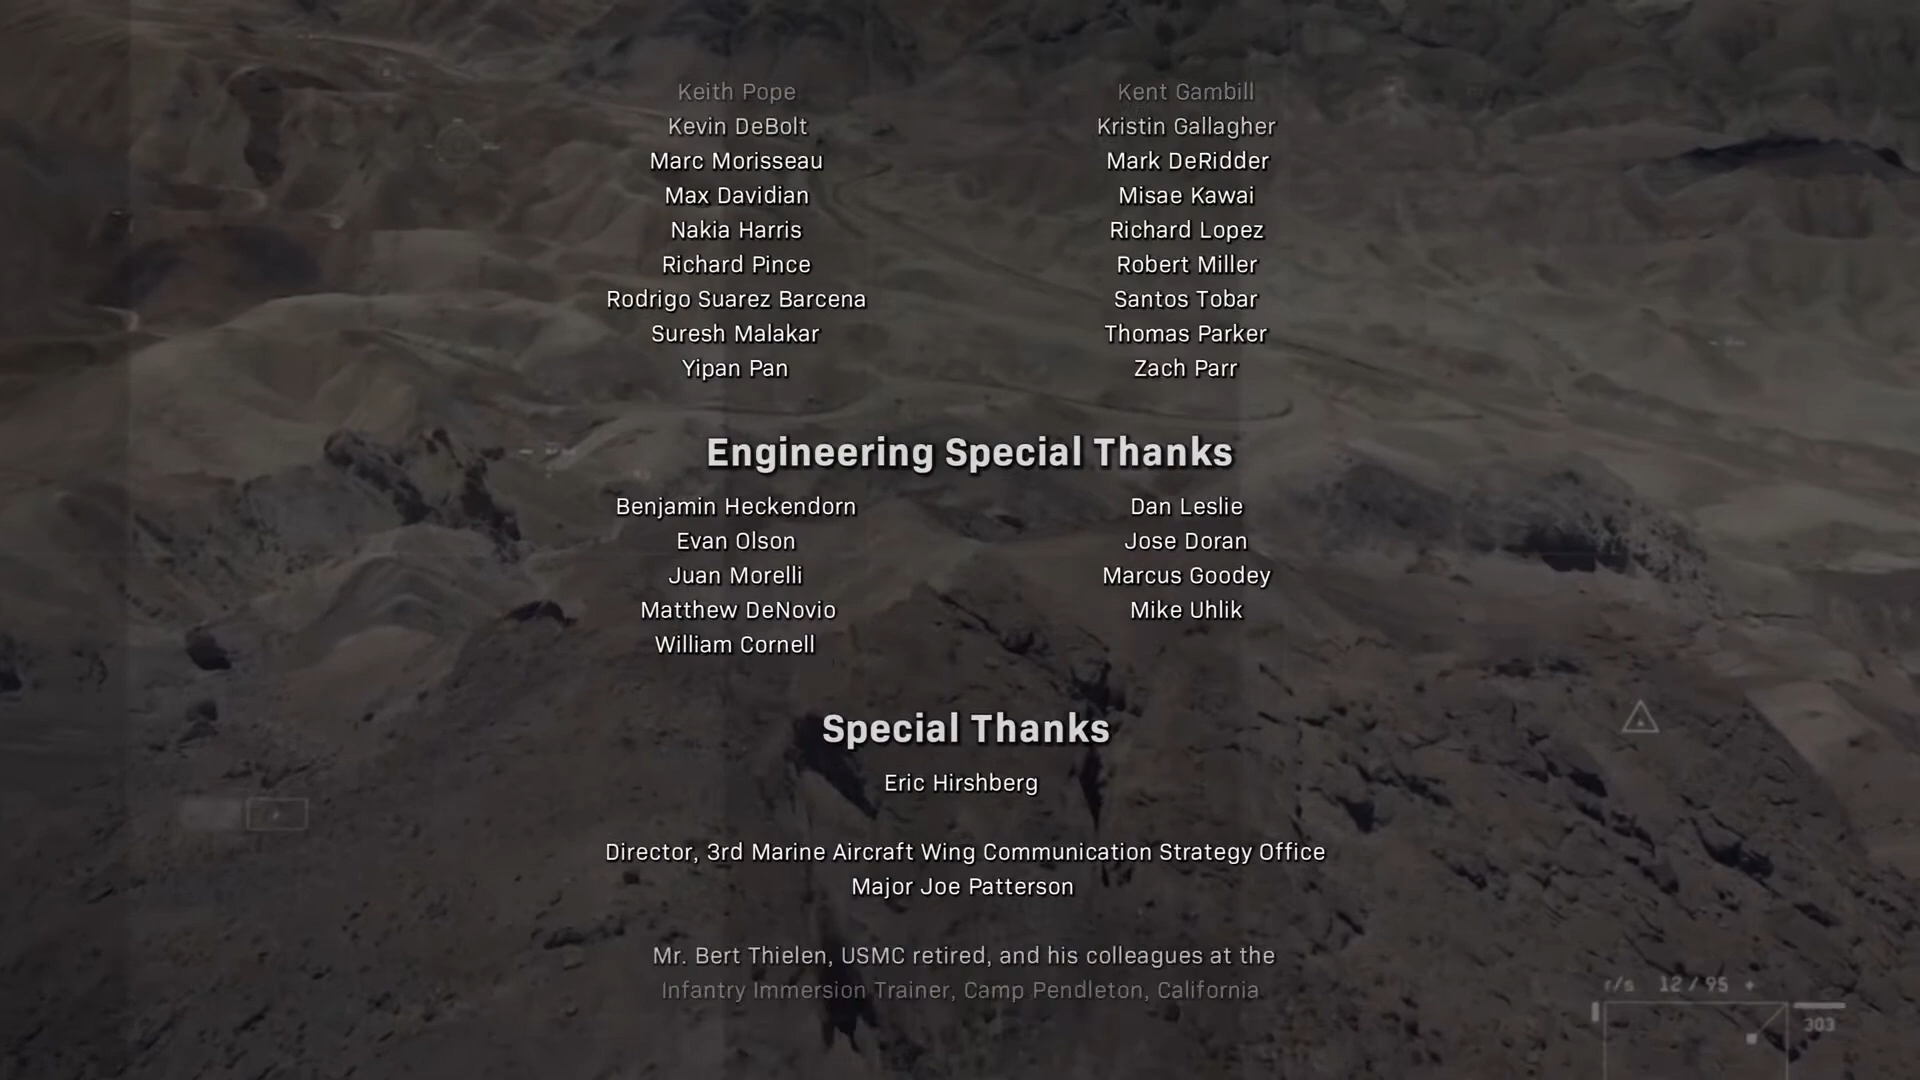 Keith Pope Kent Gambill
Kevin DeBolt Kristin Gallagher
Marc Morisseau Mark DeRidder
Max Davidian Misae Kawai
Nakia Harris Richard Lopez
Richard Pince Robert Miller
Rodrigo Suarez Barcena Santos Tobar
Suresh Malakar Thomas Parker
Yipan Pan Zach Parr
Engineering Special Thanks
Benjamin Heckendorn Dan Leslie
Evan Olson Jose Doran
Juan Morelli Marcus Goodey
Matthew DeNovio Mike Uhlik
William Cornell
Special Thanks
Eric Hirshberg
Director, 3rd Marine Aircraft Wing Communication Strategy Office
Major Joe Patterson
Mr. Bert Thielen, USMC retired, and his colleagues at the
Infantry Immersion Trainer, Camp Pendleton, California
r/s 12/95 +
303